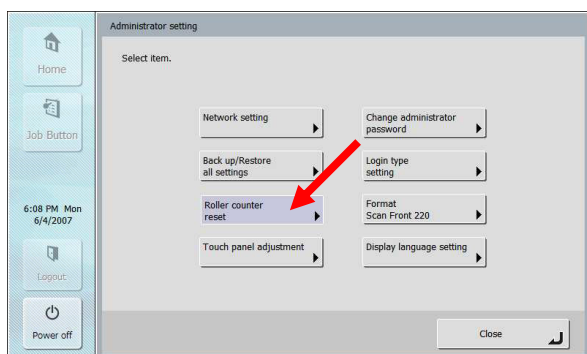 Administrator setting
Select item.
Home
Job Button
6:08 PM Mon
6/4/2007
Logout
Power off
Network setting
Change administrator
password
Back up/Restore
all settings
Login type
setting
Roller counter
reset
Format
Scan Front 220
Touch panel adjustment
Display language setting
Close